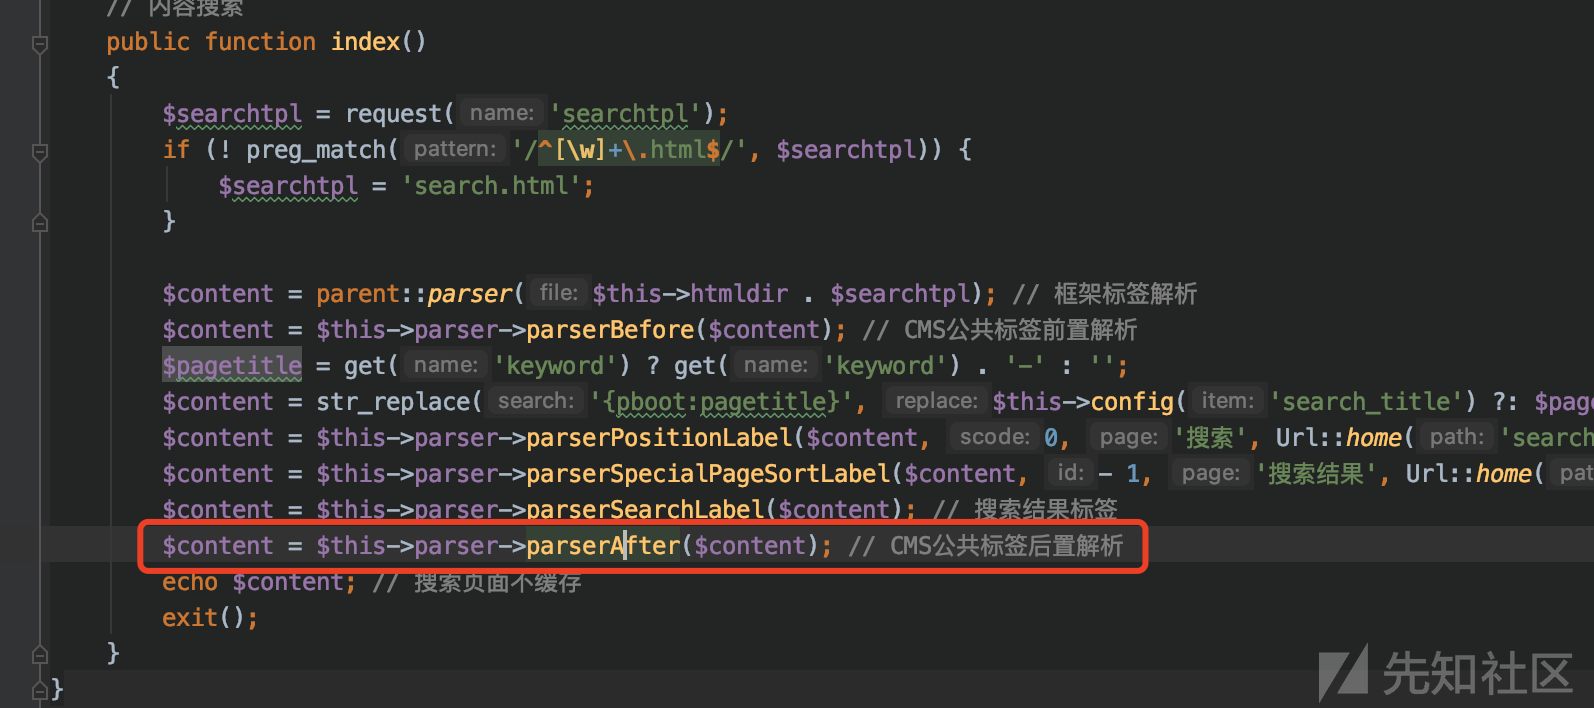 // 内容搜索
public function index()
{
$searchtpl = request( name: 'searchtpl');
if (! preg_match( pattern: '/^[\w]+\.html$/', $searchtpl)) {
$searchtpl = 'search.html';
}
$content = parent::parser( file: $this->htmldir . $searchtpl); // 框架标签解析
$content = $this->parser->parserBefore($content); // CMS公共标签前置解析
$pagetitle = get( name: 'keyword') ? get( name: 'keyword') . '-' : '';
$content = str_replace( search: '{pboot:pagetitle}', replace: $this->config( item: 'search_title') ?: $pag
$content = $this->parser->parserPositionLabel($content, scode: 0, page: '搜索', Url::home( path: 'search
$content = $this->parser->parserSpecialPageSortLabel($content, id: - 1, page: '搜索结果', Url::home( pat
$content = $this->parser->parserSearchLabel($content); // 搜索结果标签
$content = $this->parser->parserAfter($content); // CMS公共标签后置解析
echo $content; // 搜索页面不缓存
exit();
}
}
先知社区